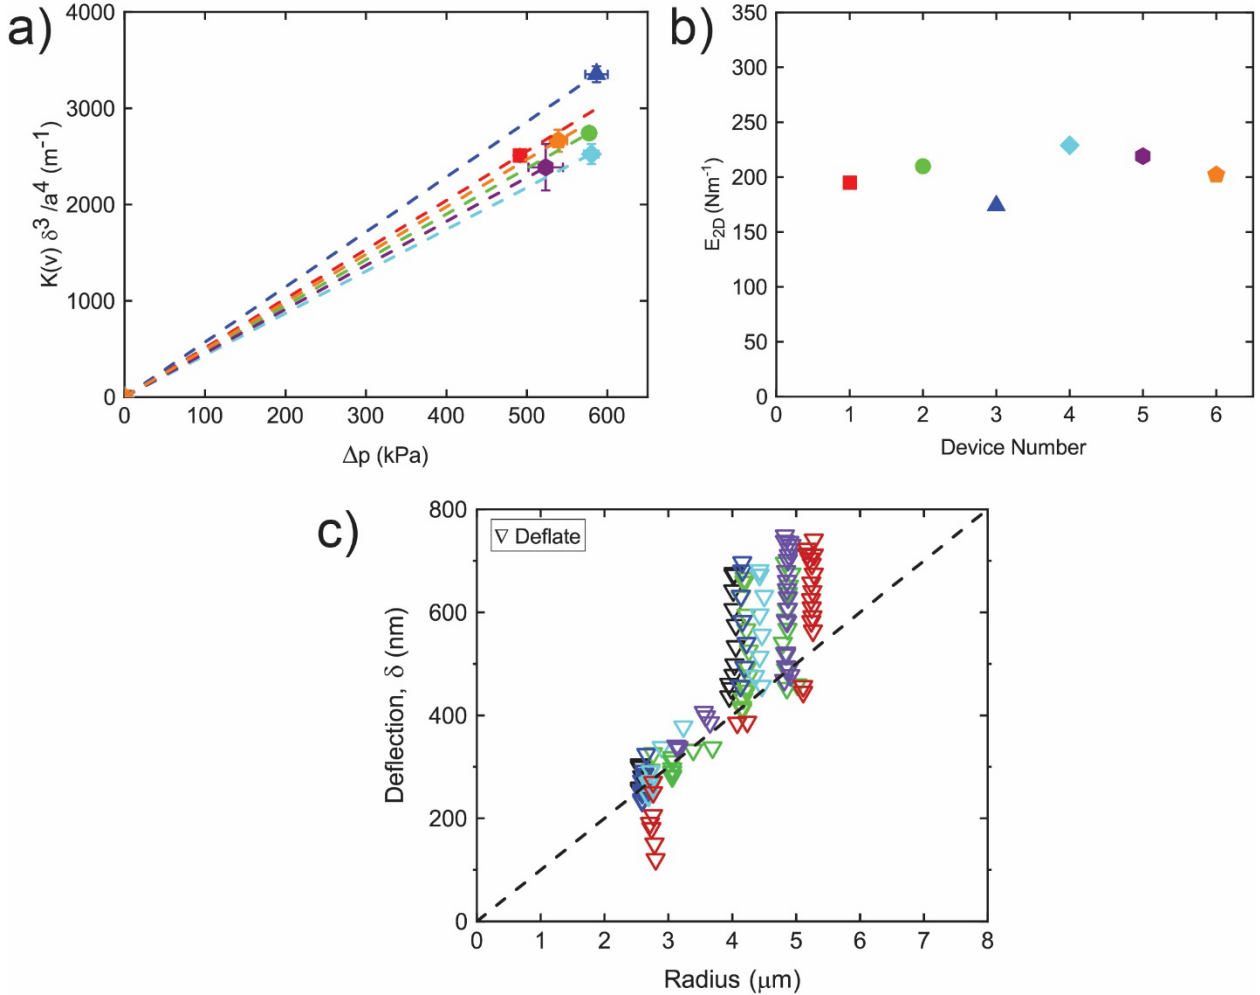 a)
4000
3000
2000
1000
0
K(ν) δ³ /a⁴ (m⁻¹)
0 100 200 300 400 500 600
Δp (kPa)
b)
350
300
250
200
150
100
50
0
E₂D (Nm⁻¹)
0 1 2 3 4 5 6
Device Number
c)
∇ Deflate
800
600
400
200
0
Deflection, δ (nm)
0 1 2 3 4 5 6 7 8
Radius (μm)